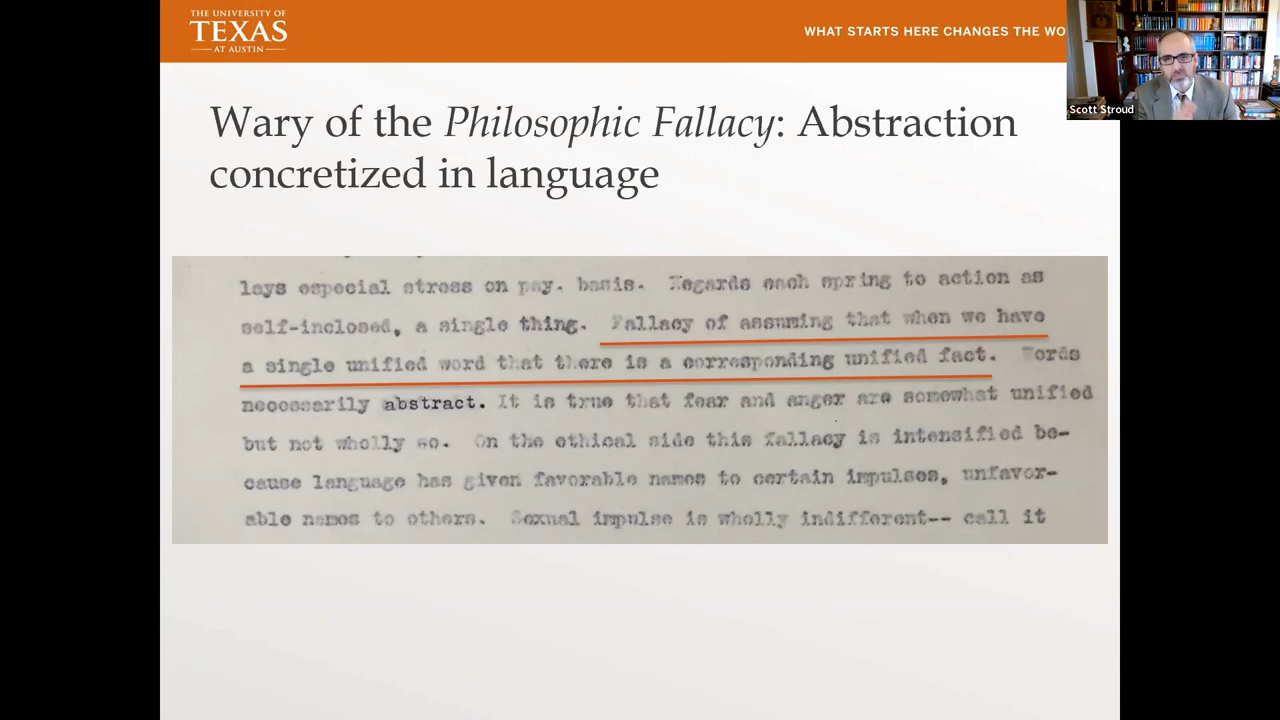 THE UNIVERSITY OF
TEXAS
AT AUSTIN
WHAT STARTS HERE CHANGES THE WO
Scott Stroud
Wary of the Philosophic Fallacy: Abstraction
concretized in language
lays especial stress on psy. basis. Regards each spring to action as
self-inclosed, a single thing. Fallacy of assuming that when we have
a single unified word that there is a corresponding unified fact. Words
necessarily abstract. It is true that fear and anger are somewhat unified
but not wholly so. On the ethical side this fallacy is intensified be-
cause language has given favorable names to certain impulses, unfavor-
able names to others. Sexual impulse is wholly indifferent-- call it